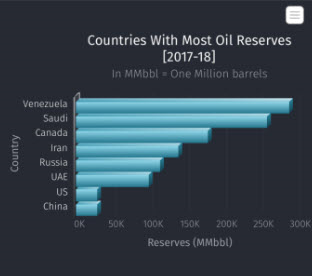 Countries With Most Oil Reserves
[2017-18]
In MMbbl = One Million barrels
Country
Venezuela
Saudi
Canada
Iran
Russia
UAE
US
China
0K 50K 100K 150K 200K 250K 300K
Reserves (MMbbl)